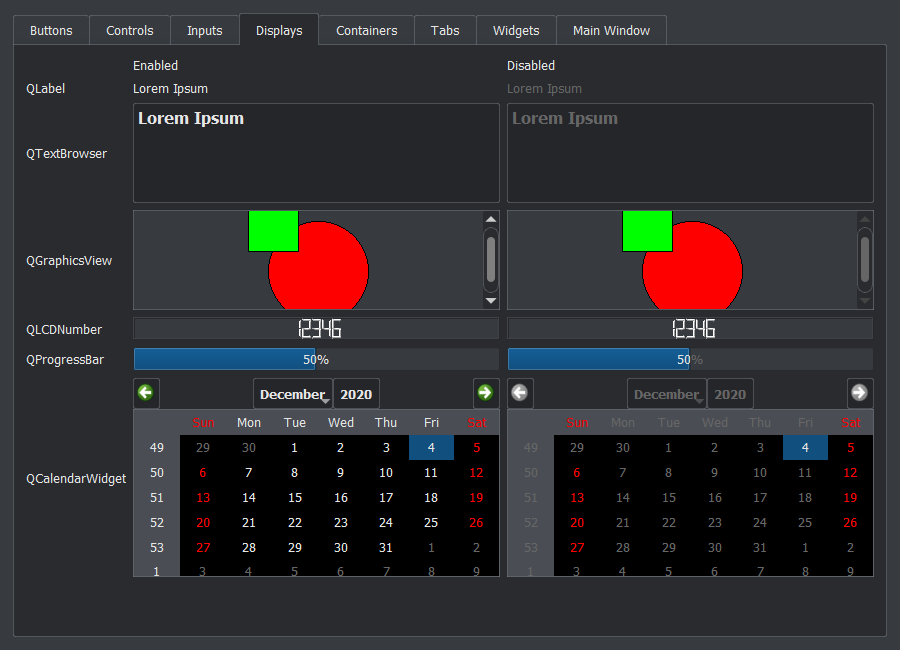 Buttons Controls Inputs Displays Containers Tabs Widgets Main Window
Enabled Disabled
QLabel Lorem Ipsum Lorem Ipsum
Lorem Ipsum Lorem Ipsum
QTextBrowser
QGraphicsView
QLCDNumber 12346 12346
QProgressBar 50% 50%
December 2020 December 2020
Sun Mon Tue Wed Thu Fri Sat Sun Mon Tue Wed Thu Fri Sat
49 29 30 1 2 3 4 5 49 29 30 1 2 3 4 5
50 6 7 8 9 10 11 12 50 6 7 8 9 10 11 12
QCalendarWidget
51 13 14 15 16 17 18 19 51 13 14 15 16 17 18 19
52 20 21 22 23 24 25 26 52 20 21 22 23 24 25 26
53 27 28 29 30 31 1 2 53 27 28 29 30 31 1 2
1 3 4 5 6 7 8 9 1 3 4 5 6 7 8 9